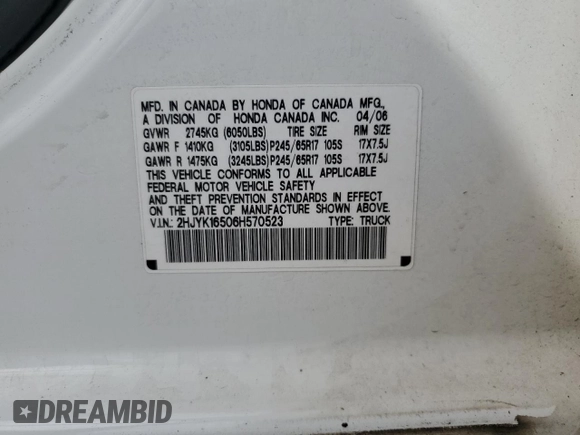 MFD. IN CANADA BY HONDA OF CANADA MFG.,
A DIVISION OF HONDA CANADA INC. 04/06
GVWR 2745KG (6050LBS) TIRE SIZE RIM SIZE
GAWR F 1410KG (3105LBS)P245/65R17 105S 17X7.5J
GAWR R 1475KG (3245LBS)P245/65R17 105S 17X7.5J
THIS VEHICLE CONFORMS TO ALL APPLICABLE
FEDERAL MOTOR VEHICLE SAFETY
AND THEFT PREVENTION STANDARDS IN EFFECT
ON THE DATE OF MANUFACTURE SHOWN ABOVE.
V.I.N.: 2HJYK16506H570523 TYPE: TRUCK
DREAMBID